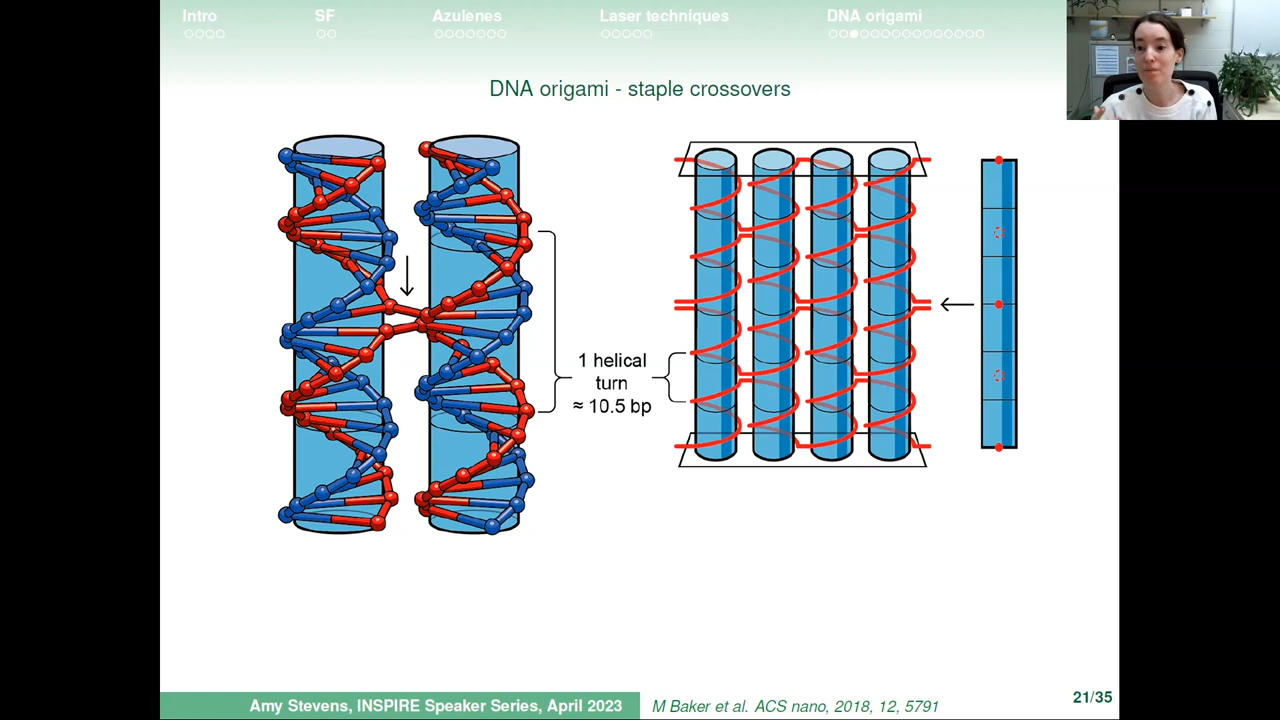 Intro SF Azulenes Laser techniques DNA origami
DNA origami - staple crossovers
1 helical
turn
≈ 10.5 bp
Amy Stevens, INSPIRE Speaker Series, April 2023
M Baker et al. ACS nano, 2018, 12, 5791
21/35